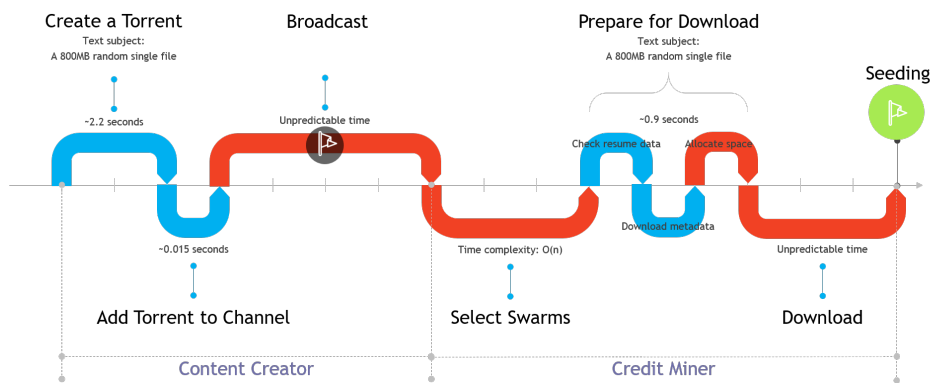 Create a Torrent
Text subject:
A 800MB random single file
~2.2 seconds
Broadcast
Unpredictable time
Prepare for Download
Text subject:
A 800MB random single file
~0.9 seconds
Check resume data
Allocate space
Seeding
Download metadata
~0.015 seconds
Time complexity: O(n)
Unpredictable time
Add Torrent to Channel
Select Swarms
Download
Content Creator
Credit Miner